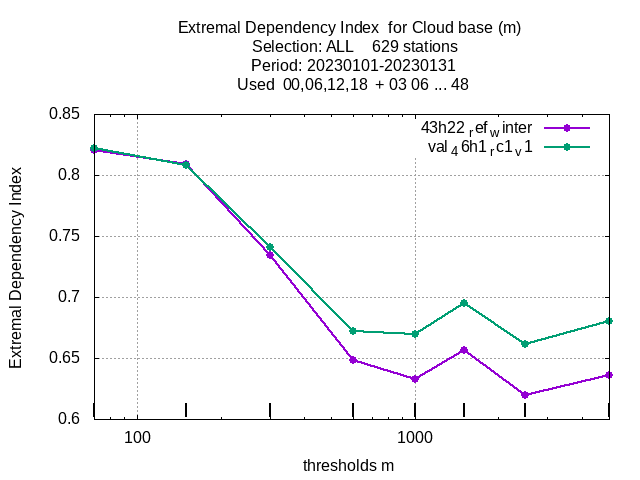 Extremal Dependency Index  for Cloud base (m)
Selection: ALL    629 stations
Period: 20230101-20230131
Used  00,06,12,18  + 03 06 ... 48
43h22 ref winter
val 4 6h1 r c1 v 1
0.85
0.8
0.75
0.7
0.65
0.6
Extremal Dependency Index
100
1000
thresholds m